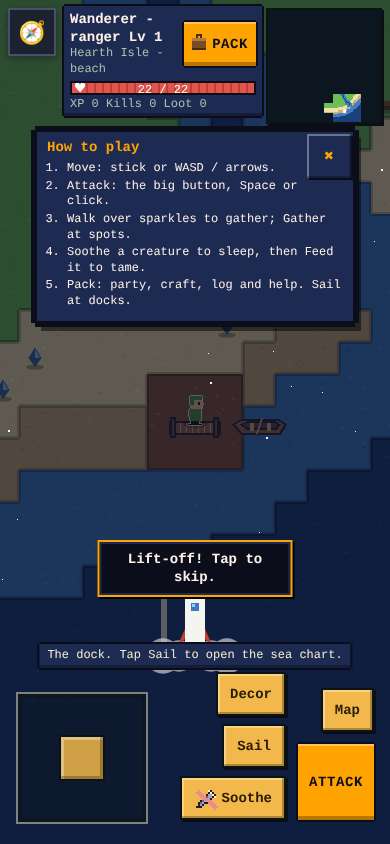 Wanderer -
ranger Lv 1
Hearth Isle -
beach
PACK
22 / 22
XP 0 Kills 0 Loot 0
How to play
1. Move: stick or WASD / arrows.
2. Attack: the big button, Space or
click.
3. Walk over sparkles to gather; Gather
at spots.
4. Soothe a creature to sleep, then Feed
it to tame.
5. Pack: party, craft, log and help. Sail
at docks.
Lift-off! Tap to
skip.
The dock. Tap Sail to open the sea chart.
Decor
Map
Sail
ATTACK
Soothe